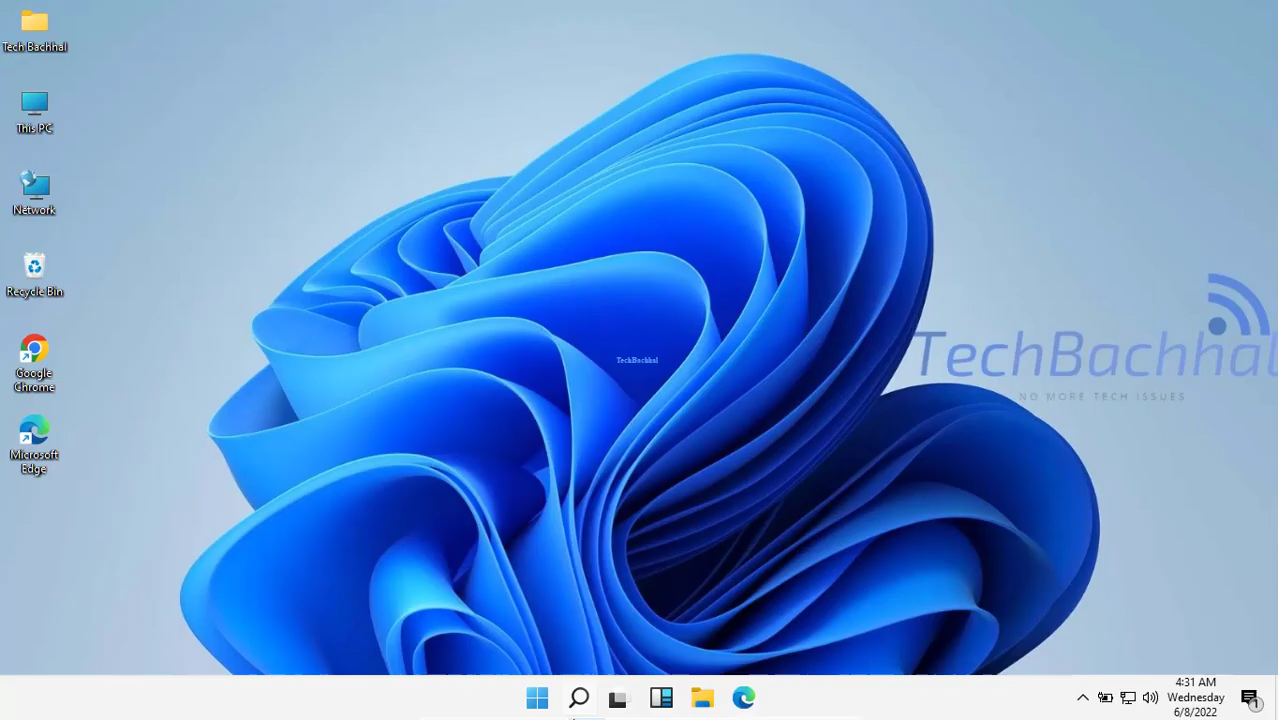 Tech Bachhal
This PC
Network
Recycle Bin
Google
Chrome
Microsoft
Edge
TechBachhal
TechBachhal
NO MORE TECH ISSUES
4:31 AM
Wednesday
6/8/2022
1